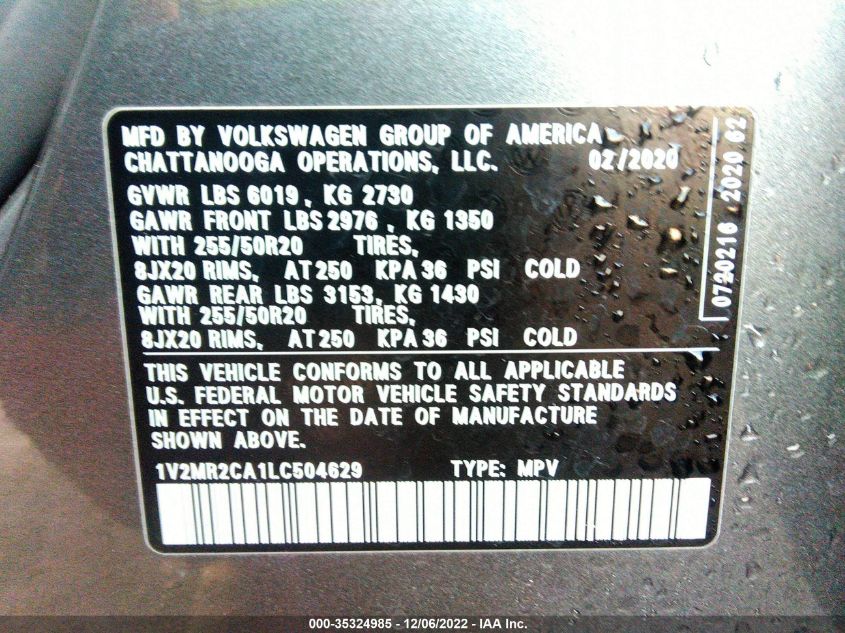 MFD BY VOLKSWAGEN GROUP OF AMERICA
CHATTANOOGA OPERATIONS, LLC. 02/2020
GVWR LBS 6019, KG 2730
GAWR FRONT LBS 2976, KG 1350
WITH 255/50R20 TIRES,
8JX20 RIMS, AT 250 KPA 36 PSI COLD
GAWR REAR LBS 3153, KG 1430
WITH 255/50R20 TIRES,
8JX20 RIMS, AT 250 KPA 36 PSI COLD
THIS VEHICLE CONFORMS TO ALL APPLICABLE
U.S. FEDERAL MOTOR VEHICLE SAFETY STANDARDS
IN EFFECT ON THE DATE OF MANUFACTURE
SHOWN ABOVE.
1V2MR2CA1LC504629 TYPE: MPV
2020 62
000-35324985 - 12/06/2022 - IAA Inc.